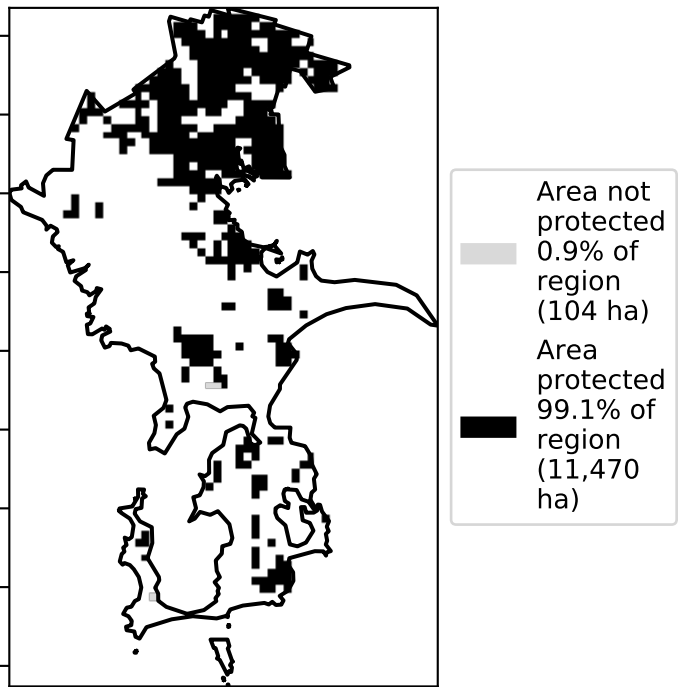 Area not
protected
0.9% of
region
(104 ha)
Area
protected
99.1% of
region
(11,470
ha)